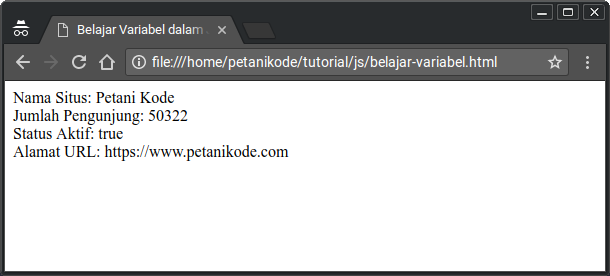 Belajar Variabel dalam
file:///home/petanikode/tutorial/js/belajar-variabel.html
Nama Situs: Petani Kode
Jumlah Pengunjung: 50322
Status Aktif: true
Alamat URL: https://www.petanikode.com